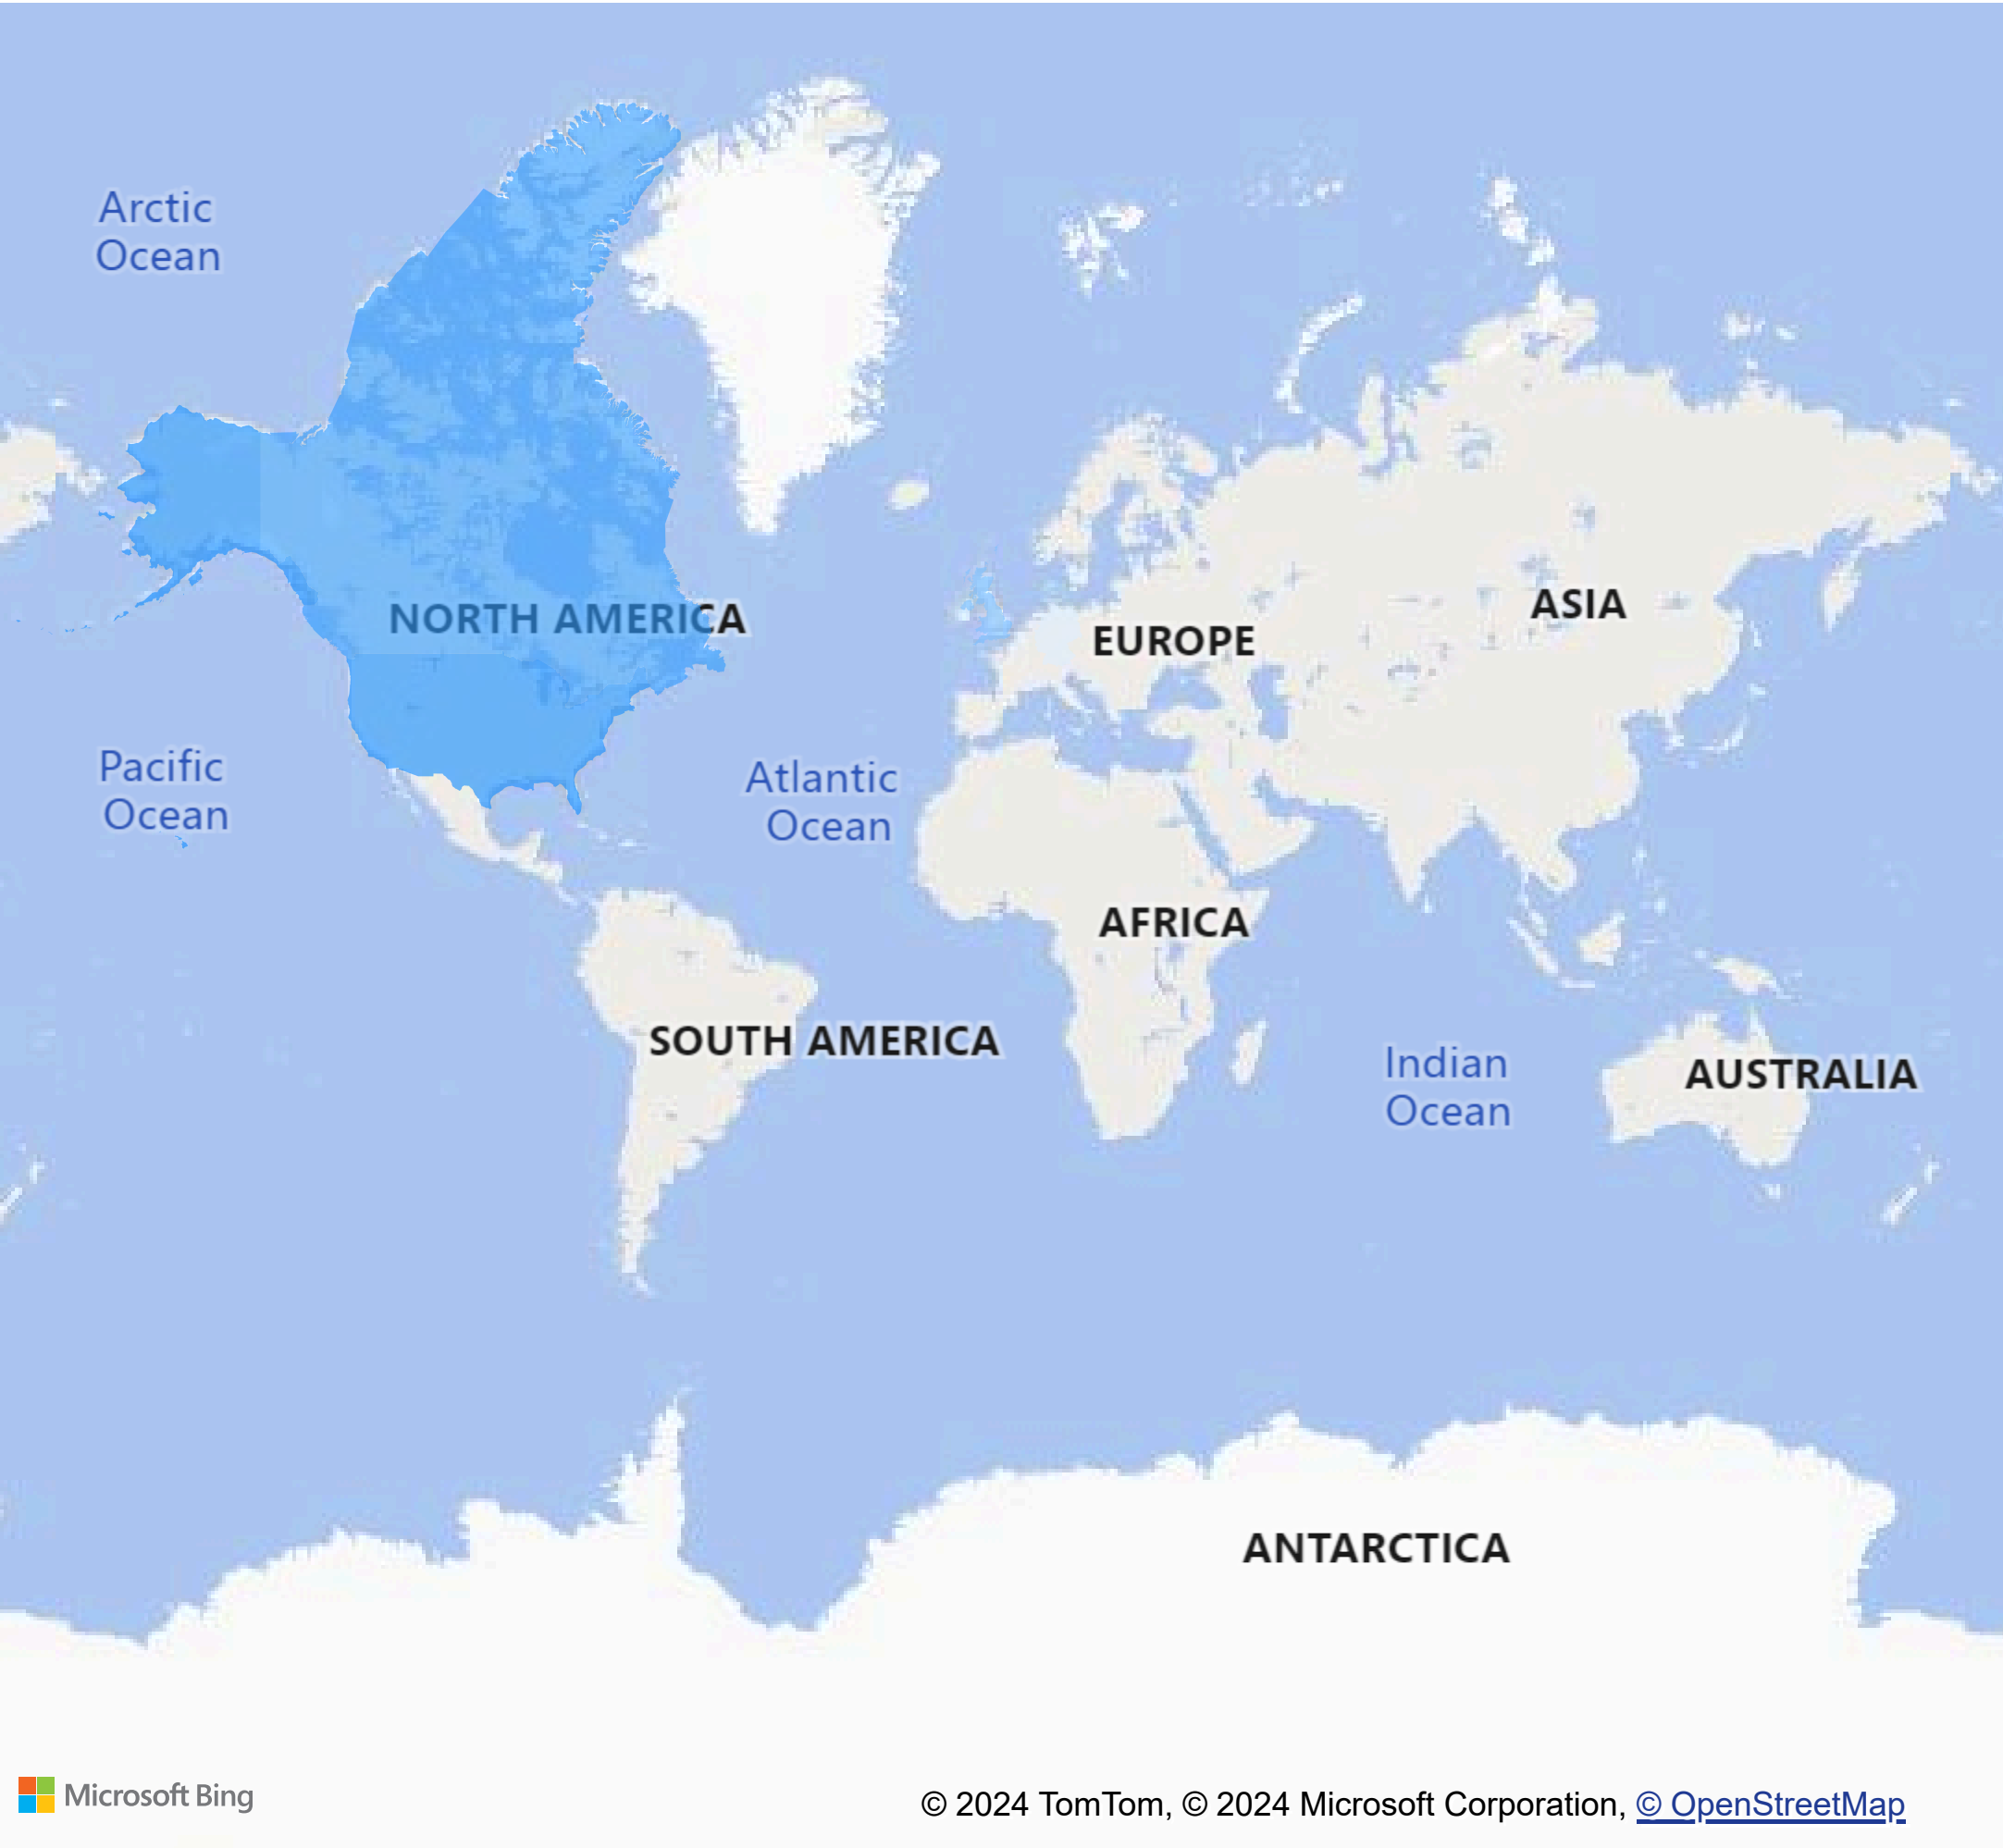 Arctic
Ocean
NORTH AMERICA
EUROPE
ASIA
Pacific
Ocean
Atlantic
Ocean
AFRICA
SOUTH AMERICA
Indian
Ocean
AUSTRALIA
ANTARCTICA
Microsoft Bing
© 2024 TomTom, © 2024 Microsoft Corporation, © OpenStreetMap